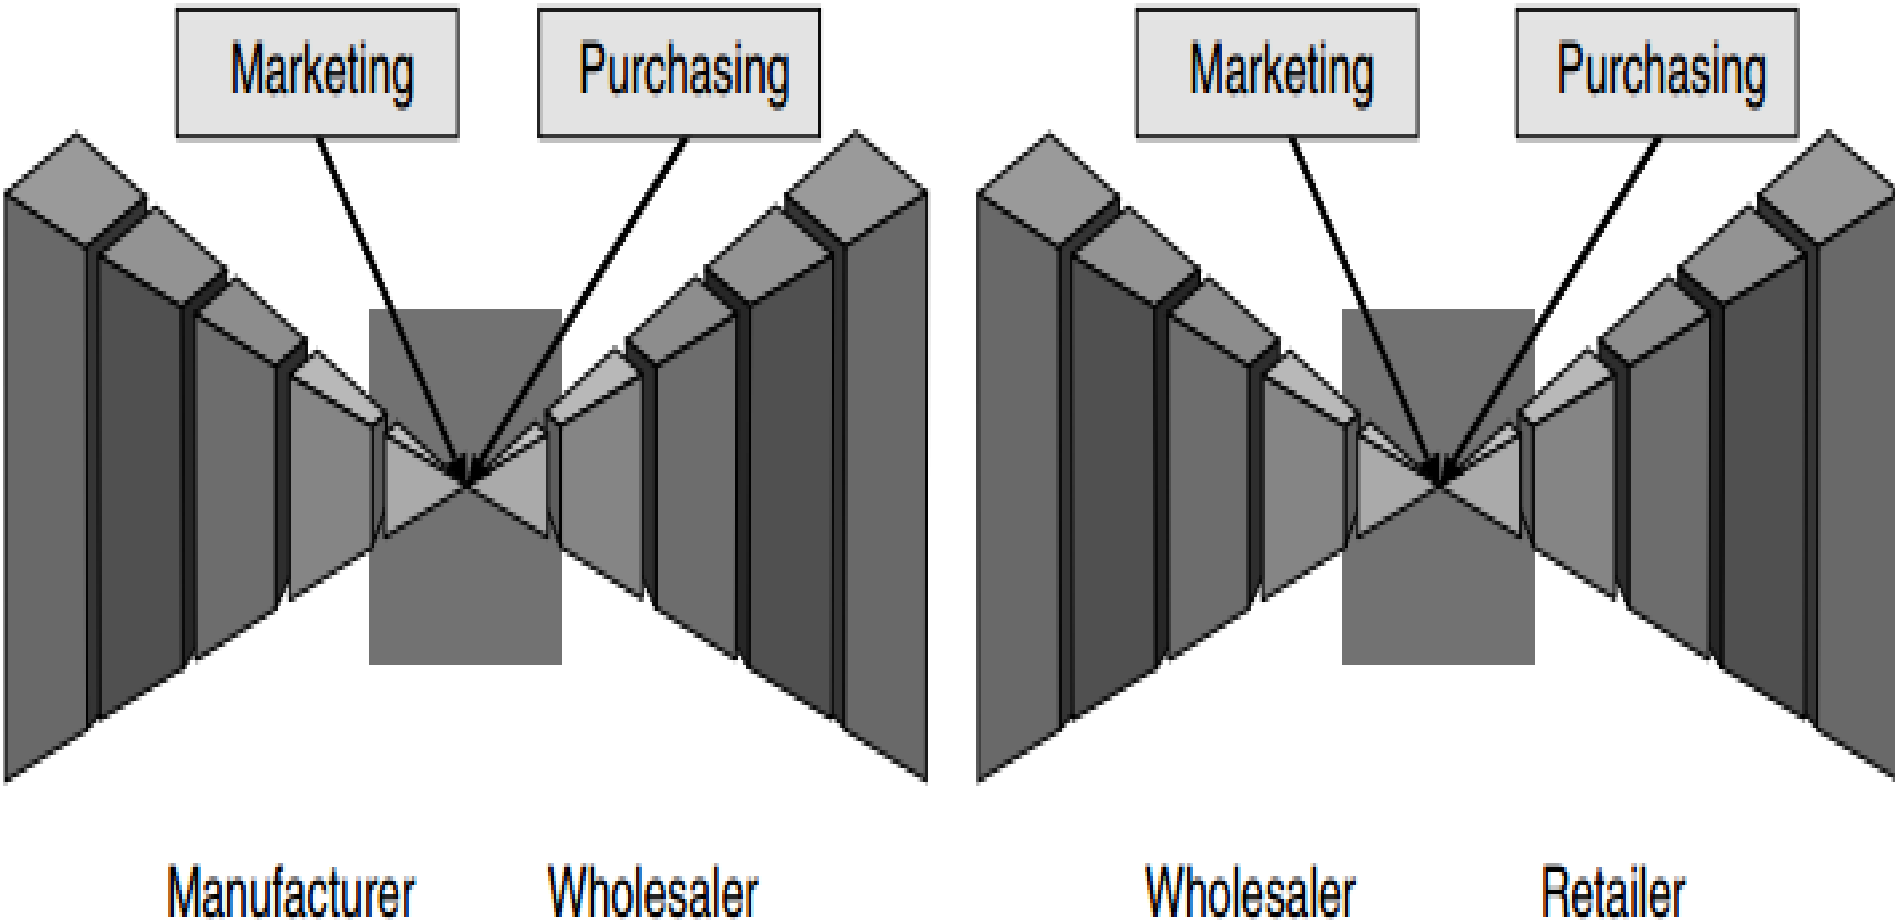 Marketing
Purchasing
Marketing
Purchasing
Manufacturer
Wholesaler
Wholesaler
Retailer